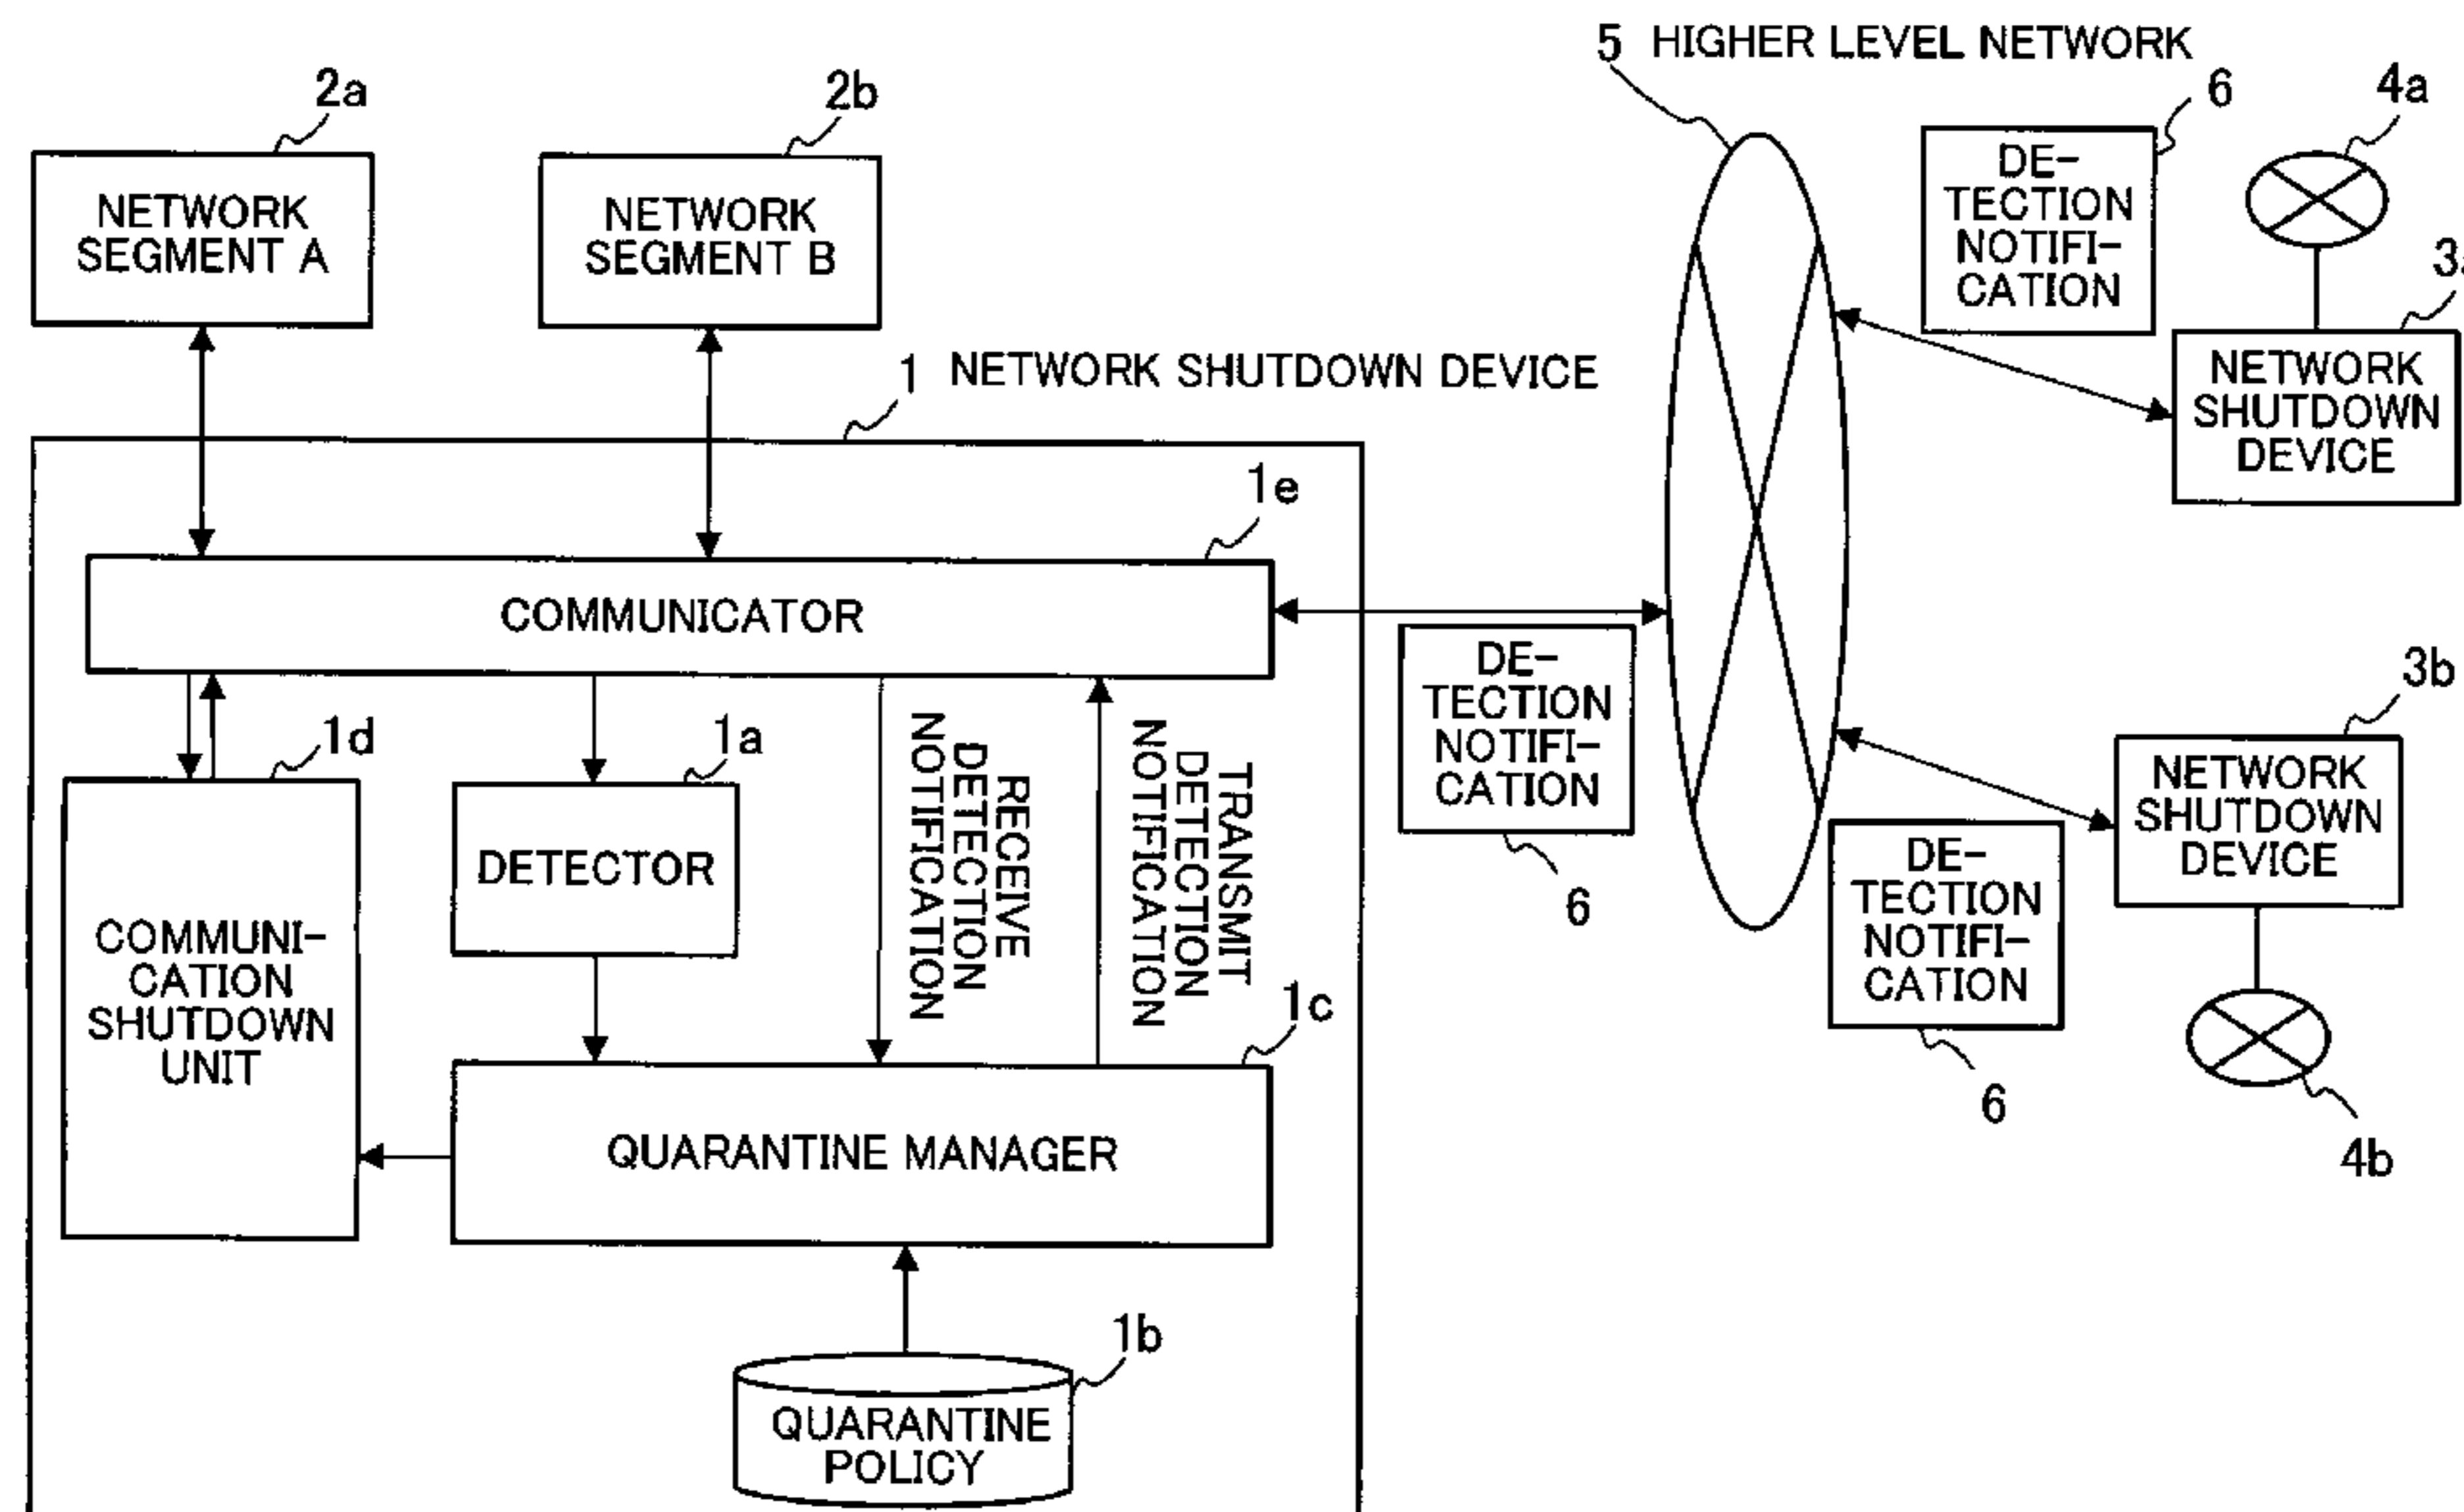 5 HIGHER LEVEL NETWORK
2a
2b
6
4a
NETWORK
SEGMENT A
NETWORK
SEGMENT B
DE-
TECTION
NOTIFI-
CATION
3a
1 NETWORK SHUTDOWN DEVICE
NETWORK
SHUTDOWN
DEVICE
1e
COMMUNICATOR
DE-
TECTION
NOTIFI-
CATION
6
3b
NETWORK
SHUTDOWN
DEVICE
DE-
TECTION
NOTIFI-
CATION
6
4b
1d
1a
RECEIVE
DETECTION
NOTIFICATION
TRANSMIT
DETECTION
NOTIFICATION
DETECTOR
COMMUNI-
CATION
SHUTDOWN
UNIT
1c
QUARANTINE MANAGER
1b
QUARANTINE
POLICY